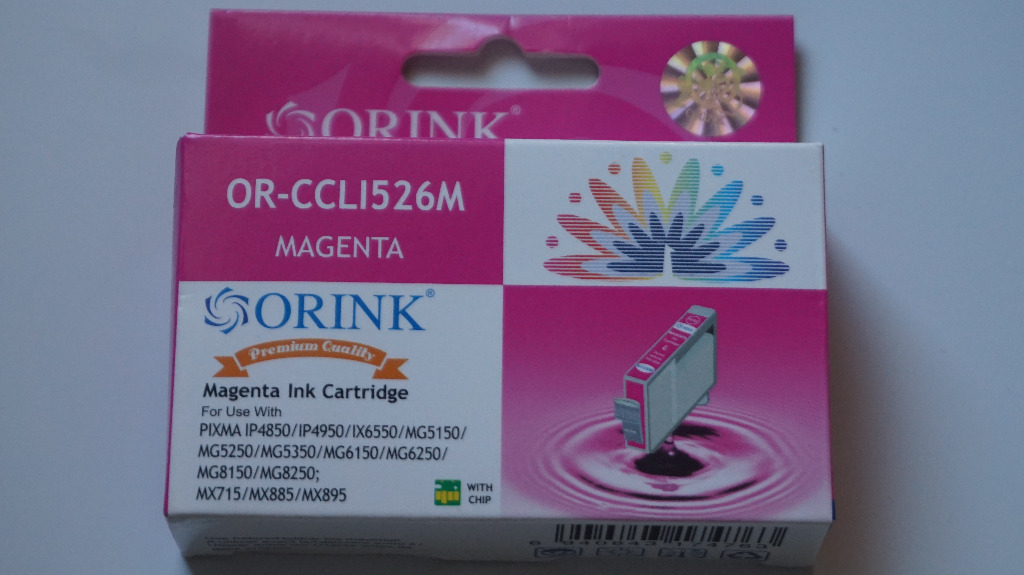 ORINK®
OR-CCLI526M
MAGENTA
ORINK®
Premium Quality
Magenta Ink Cartridge
For Use With
PIXMA IP4850/IP4950/IX6550/MG5150/
MG5250/MG5350/MG6150/MG6250/
MG8150/MG8250;
MX715/MX885/MX895
WITH
CHIP